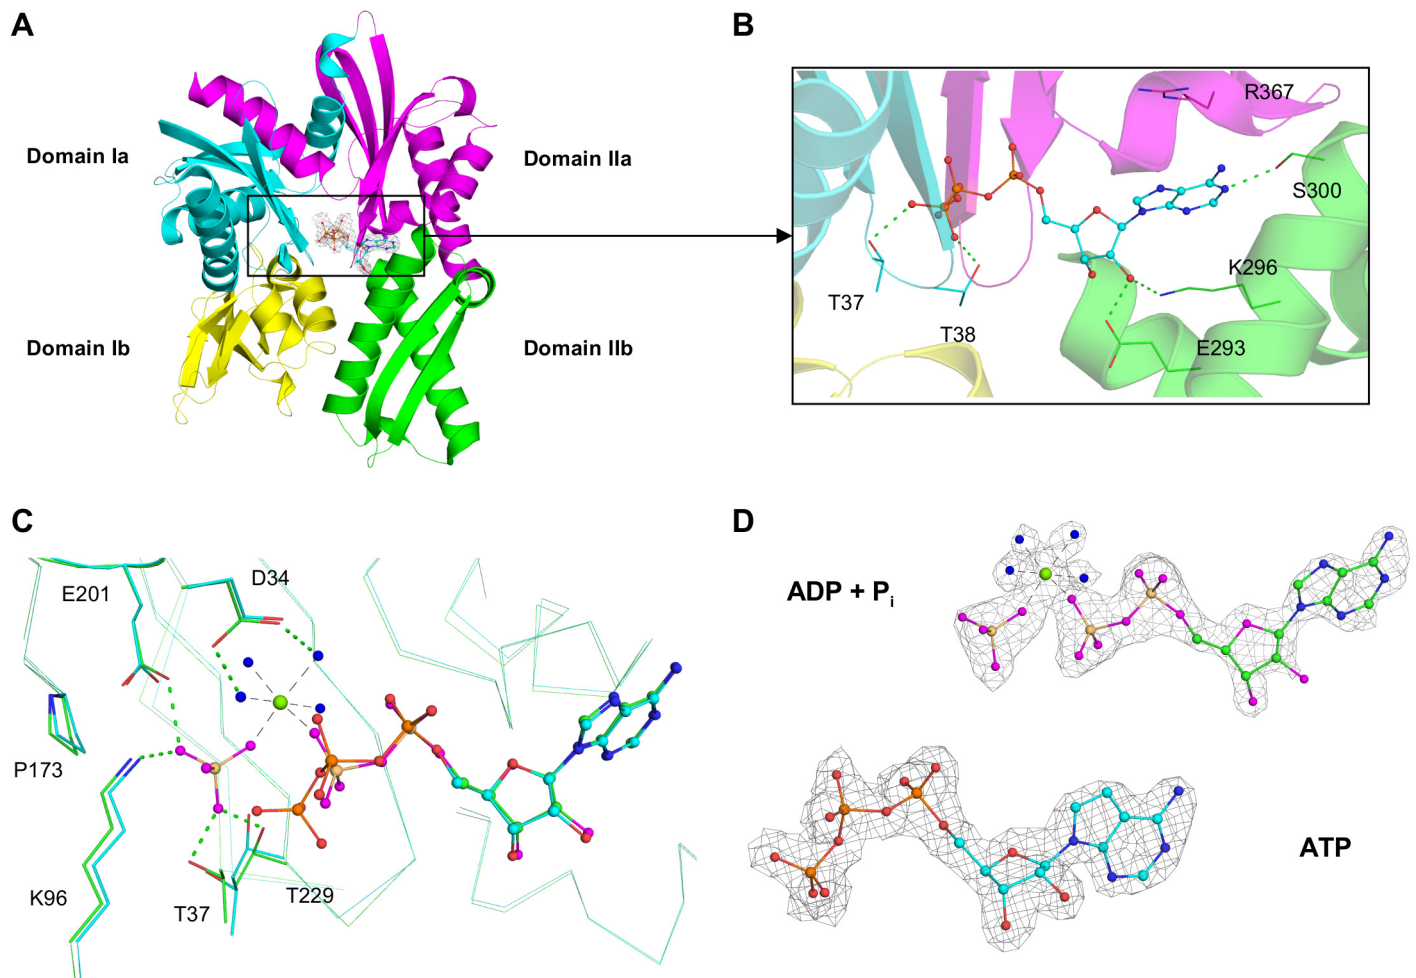 A
Domain Ia
Domain IIa
Domain Ib
Domain IIb
B
R367
S300
K296
T37
T38
E293
C
E201
D34
P173
K96
T37
T229
D
ADP + Pi
ATP